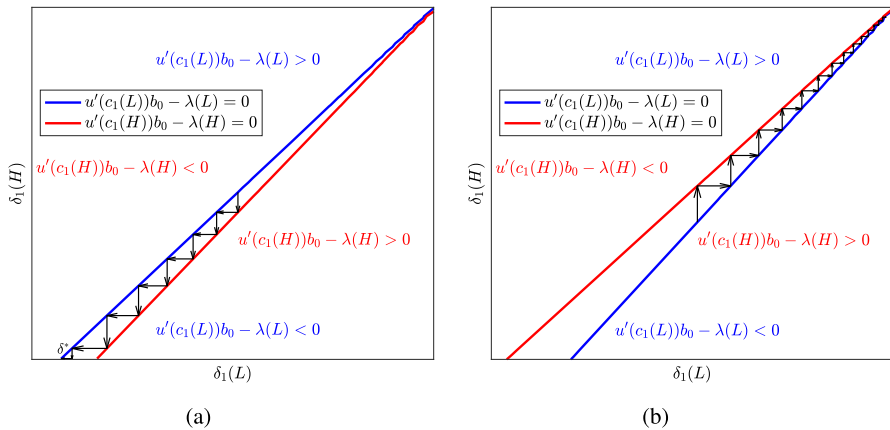 u′(c₁(L))b₀ − λ(L) > 0
u′(c₁(L))b₀ − λ(L) = 0
u′(c₁(H))b₀ − λ(H) = 0
u′(c₁(H))b₀ − λ(H) < 0
δ₁(H)
u′(c₁(H))b₀ − λ(H) > 0
u′(c₁(L))b₀ − λ(L) < 0
δ*
δ₁(L)
(a)
u′(c₁(L))b₀ − λ(L) > 0
u′(c₁(L))b₀ − λ(L) = 0
u′(c₁(H))b₀ − λ(H) = 0
u′(c₁(H))b₀ − λ(H) < 0
δ₁(H)
u′(c₁(H))b₀ − λ(H) > 0
u′(c₁(L))b₀ − λ(L) < 0
δ₁(L)
(b)